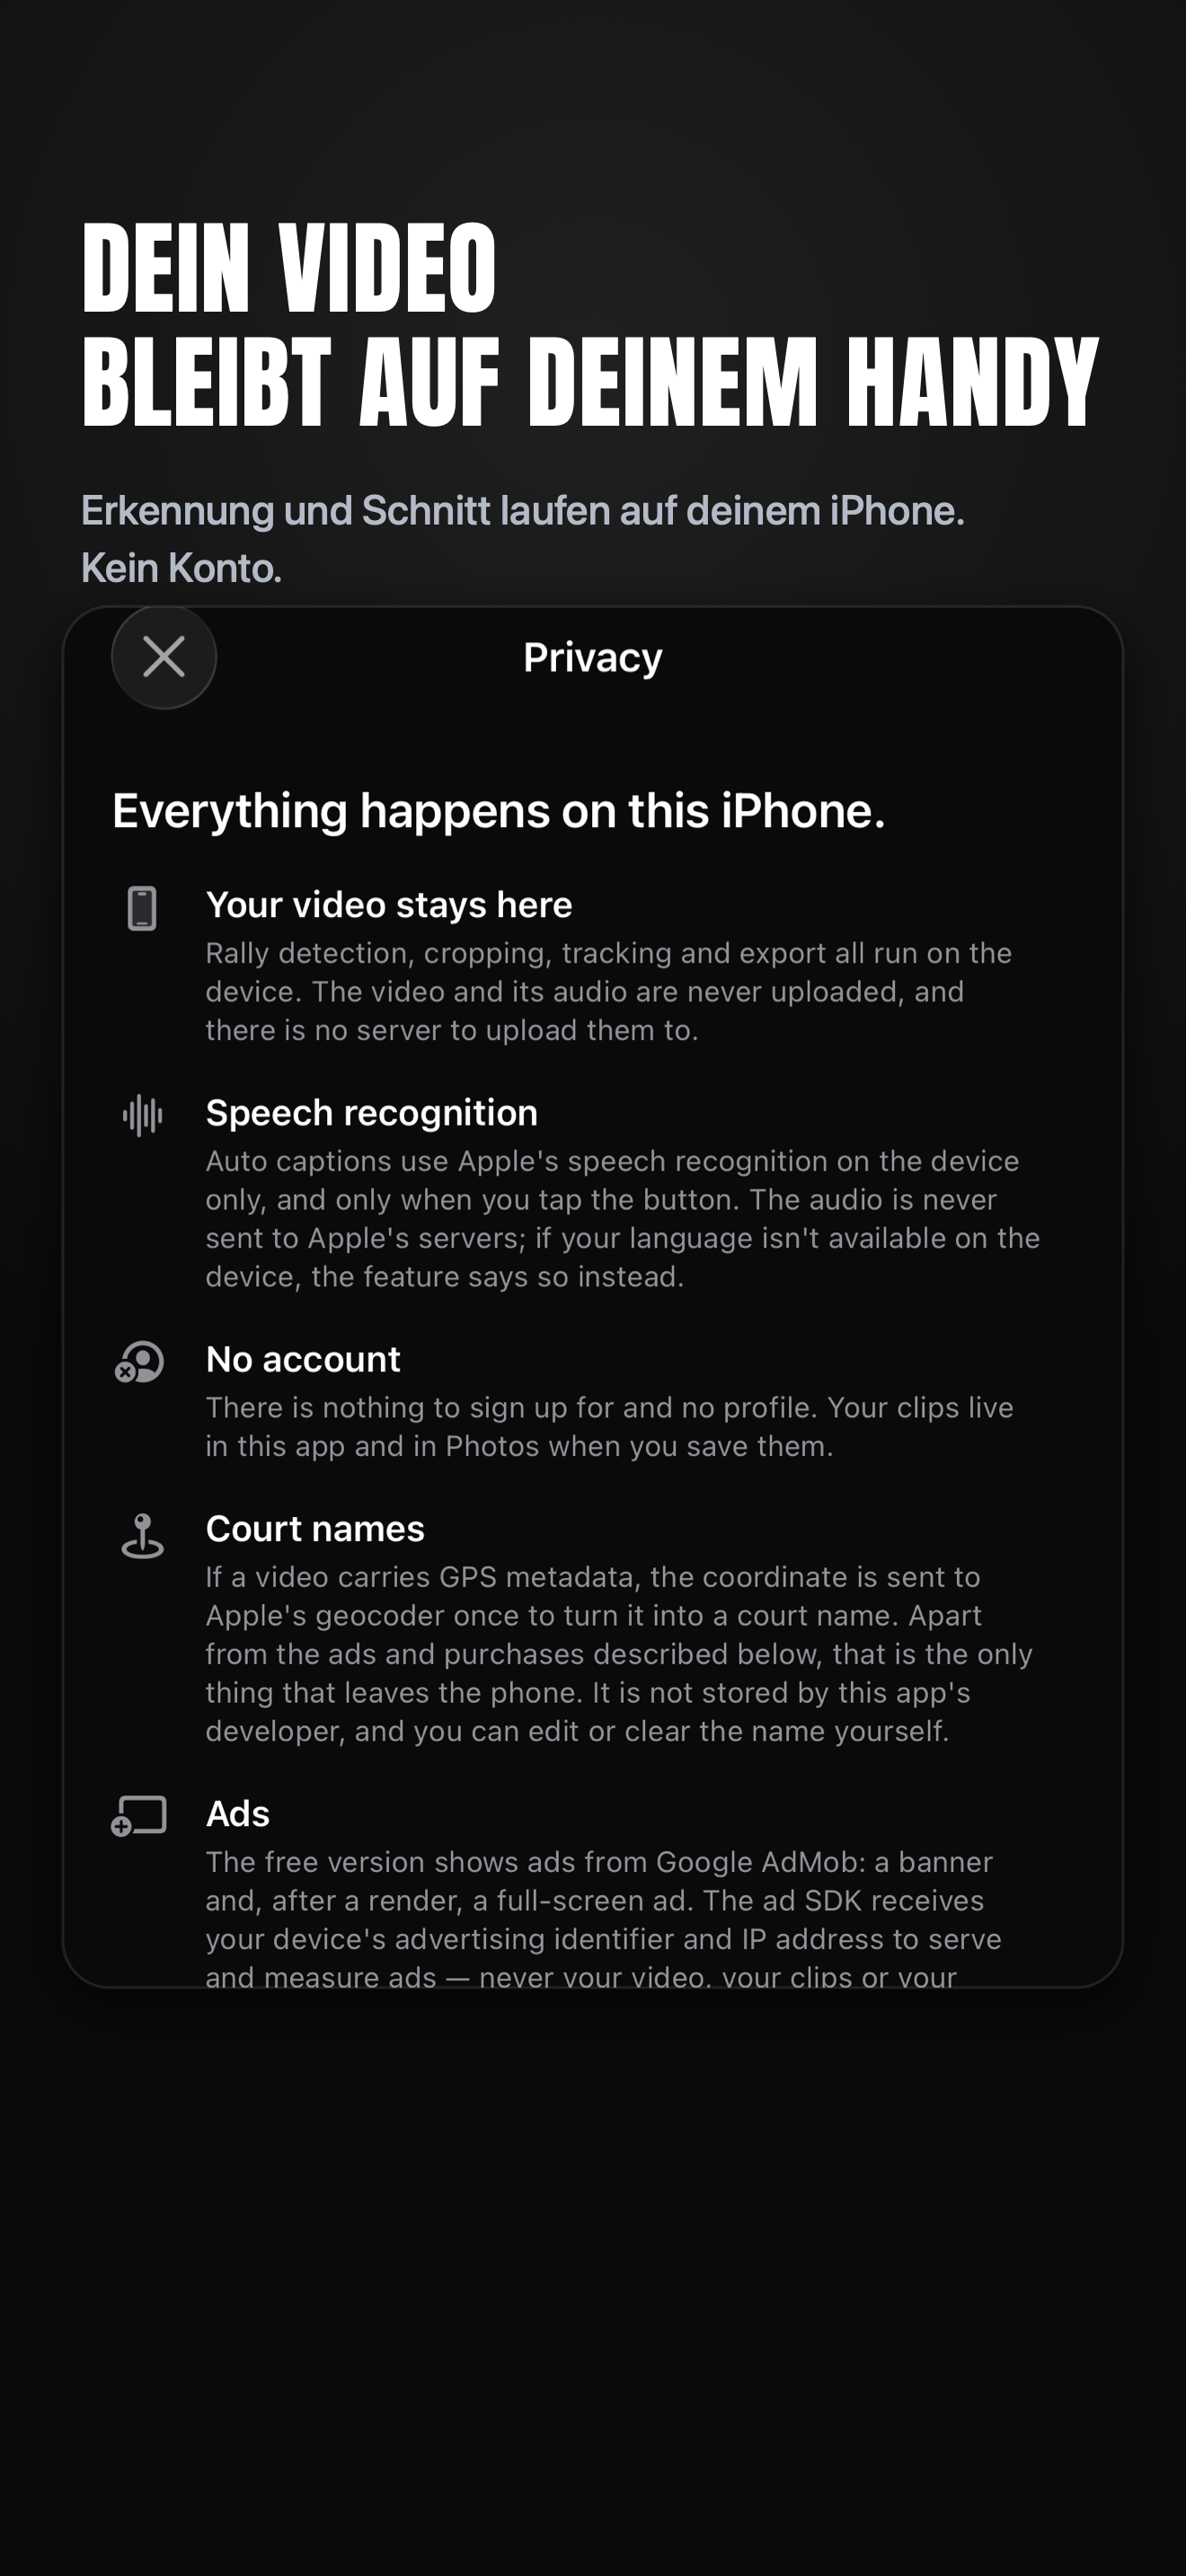 DEIN VIDEO
BLEIBT AUF DEINEM HANDY
Erkennung und Schnitt laufen auf deinem iPhone.
Kein Konto.
Privacy
Everything happens on this iPhone.
Your video stays here
Rally detection, cropping, tracking and export all run on the
device. The video and its audio are never uploaded, and
there is no server to upload them to.
Speech recognition
Auto captions use Apple's speech recognition on the device
only, and only when you tap the button. The audio is never
sent to Apple's servers; if your language isn't available on the
device, the feature says so instead.
No account
There is nothing to sign up for and no profile. Your clips live
in this app and in Photos when you save them.
Court names
If a video carries GPS metadata, the coordinate is sent to
Apple's geocoder once to turn it into a court name. Apart
from the ads and purchases described below, that is the only
thing that leaves the phone. It is not stored by this app's
developer, and you can edit or clear the name yourself.
Ads
The free version shows ads from Google AdMob: a banner
and, after a render, a full-screen ad. The ad SDK receives
your device's advertising identifier and IP address to serve
and measure ads — never your video, your clips or your